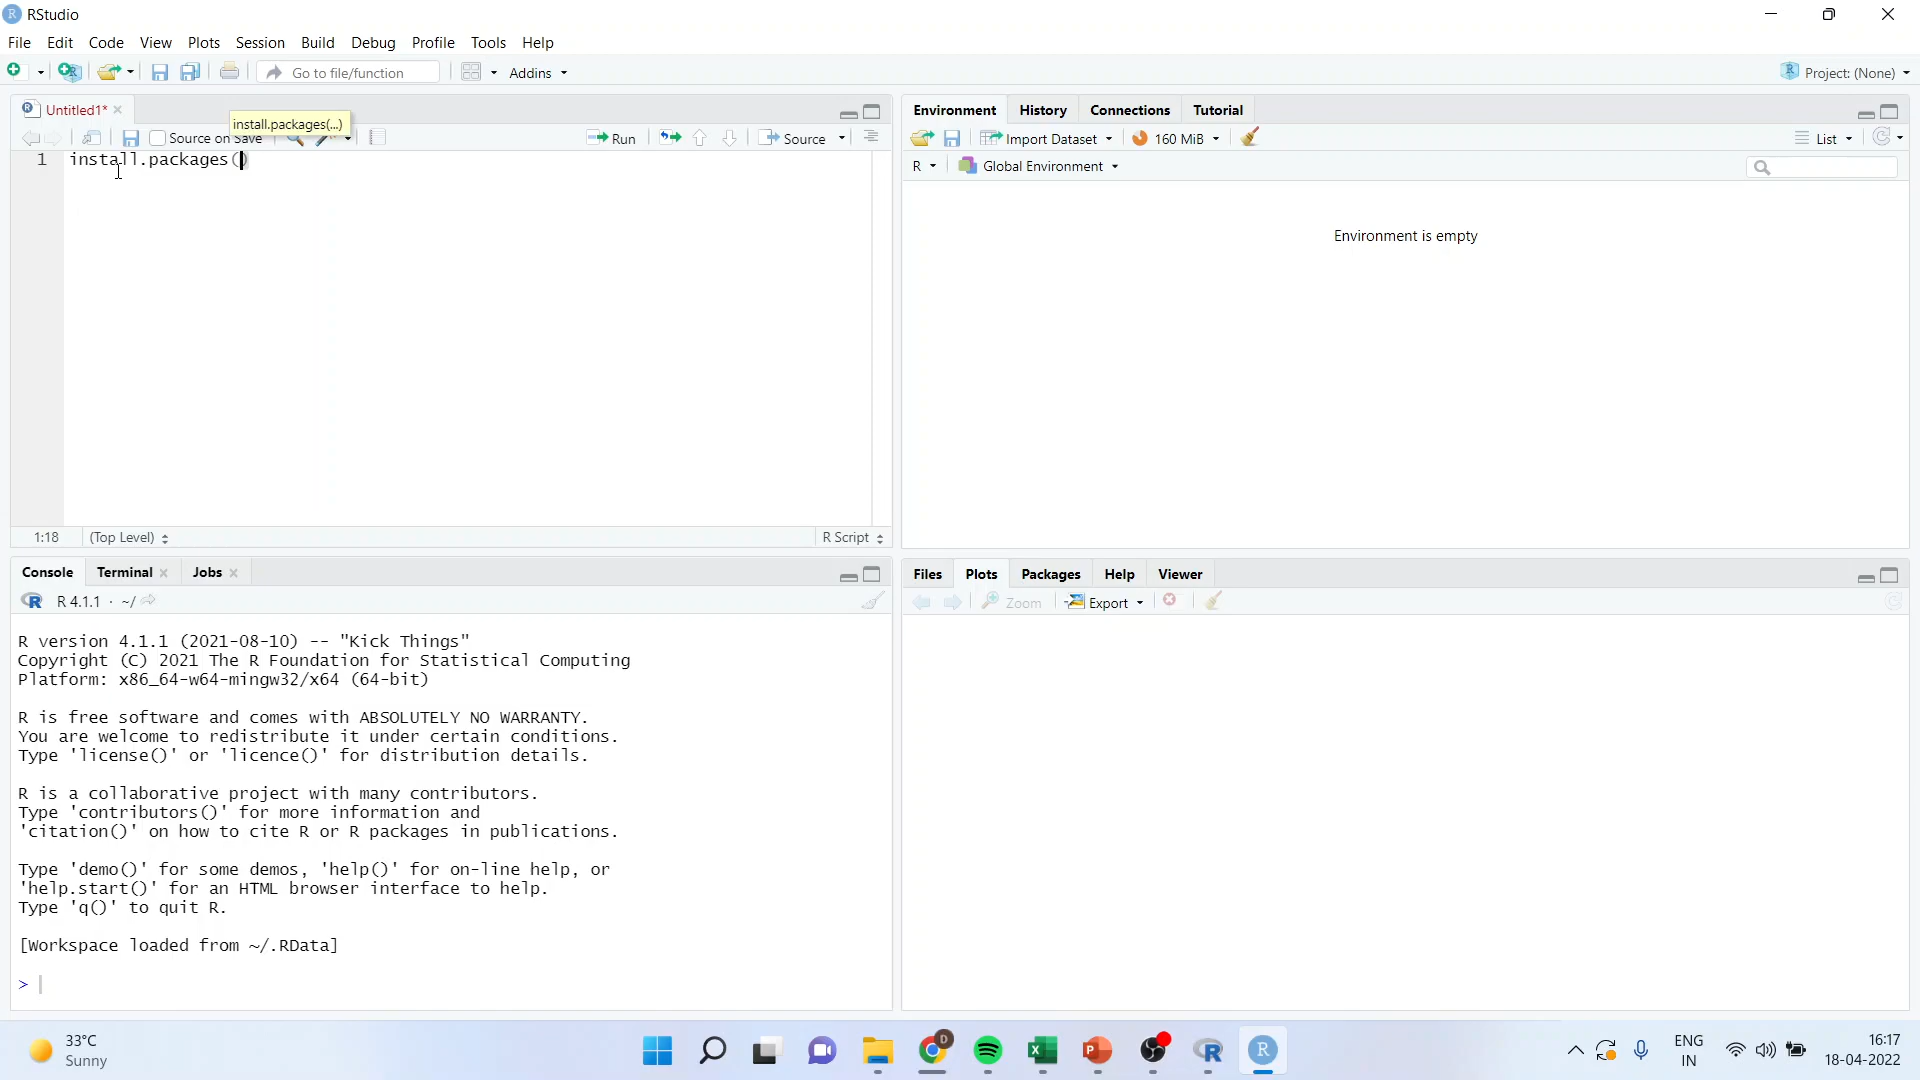 RStudio
File Edit Code View Plots Session Build Debug Profile Tools Help
Go to file/function Addins Project: (None)
Untitled1*
install.packages(...)
Source on Save Run Source
1 install.packages()
1:18 (Top Level) R Script
Environment History Connections Tutorial
Import Dataset 160 MiB List
R Global Environment
Environment is empty
Console Terminal Jobs
R 4.1.1 · ~/
R version 4.1.1 (2021-08-10) -- "Kick Things"
Copyright (C) 2021 The R Foundation for Statistical Computing
Platform: x86_64-w64-mingw32/x64 (64-bit)
R is free software and comes with ABSOLUTELY NO WARRANTY.
You are welcome to redistribute it under certain conditions.
Type 'license()' or 'licence()' for distribution details.
R is a collaborative project with many contributors.
Type 'contributors()' for more information and
'citation()' on how to cite R or R packages in publications.
Type 'demo()' for some demos, 'help()' for on-line help, or
'help.start()' for an HTML browser interface to help.
Type 'q()' to quit R.
[Workspace loaded from ~/.RData]
>
Files Plots Packages Help Viewer
Zoom Export
33°C
Sunny
ENG
IN
16:17
18-04-2022